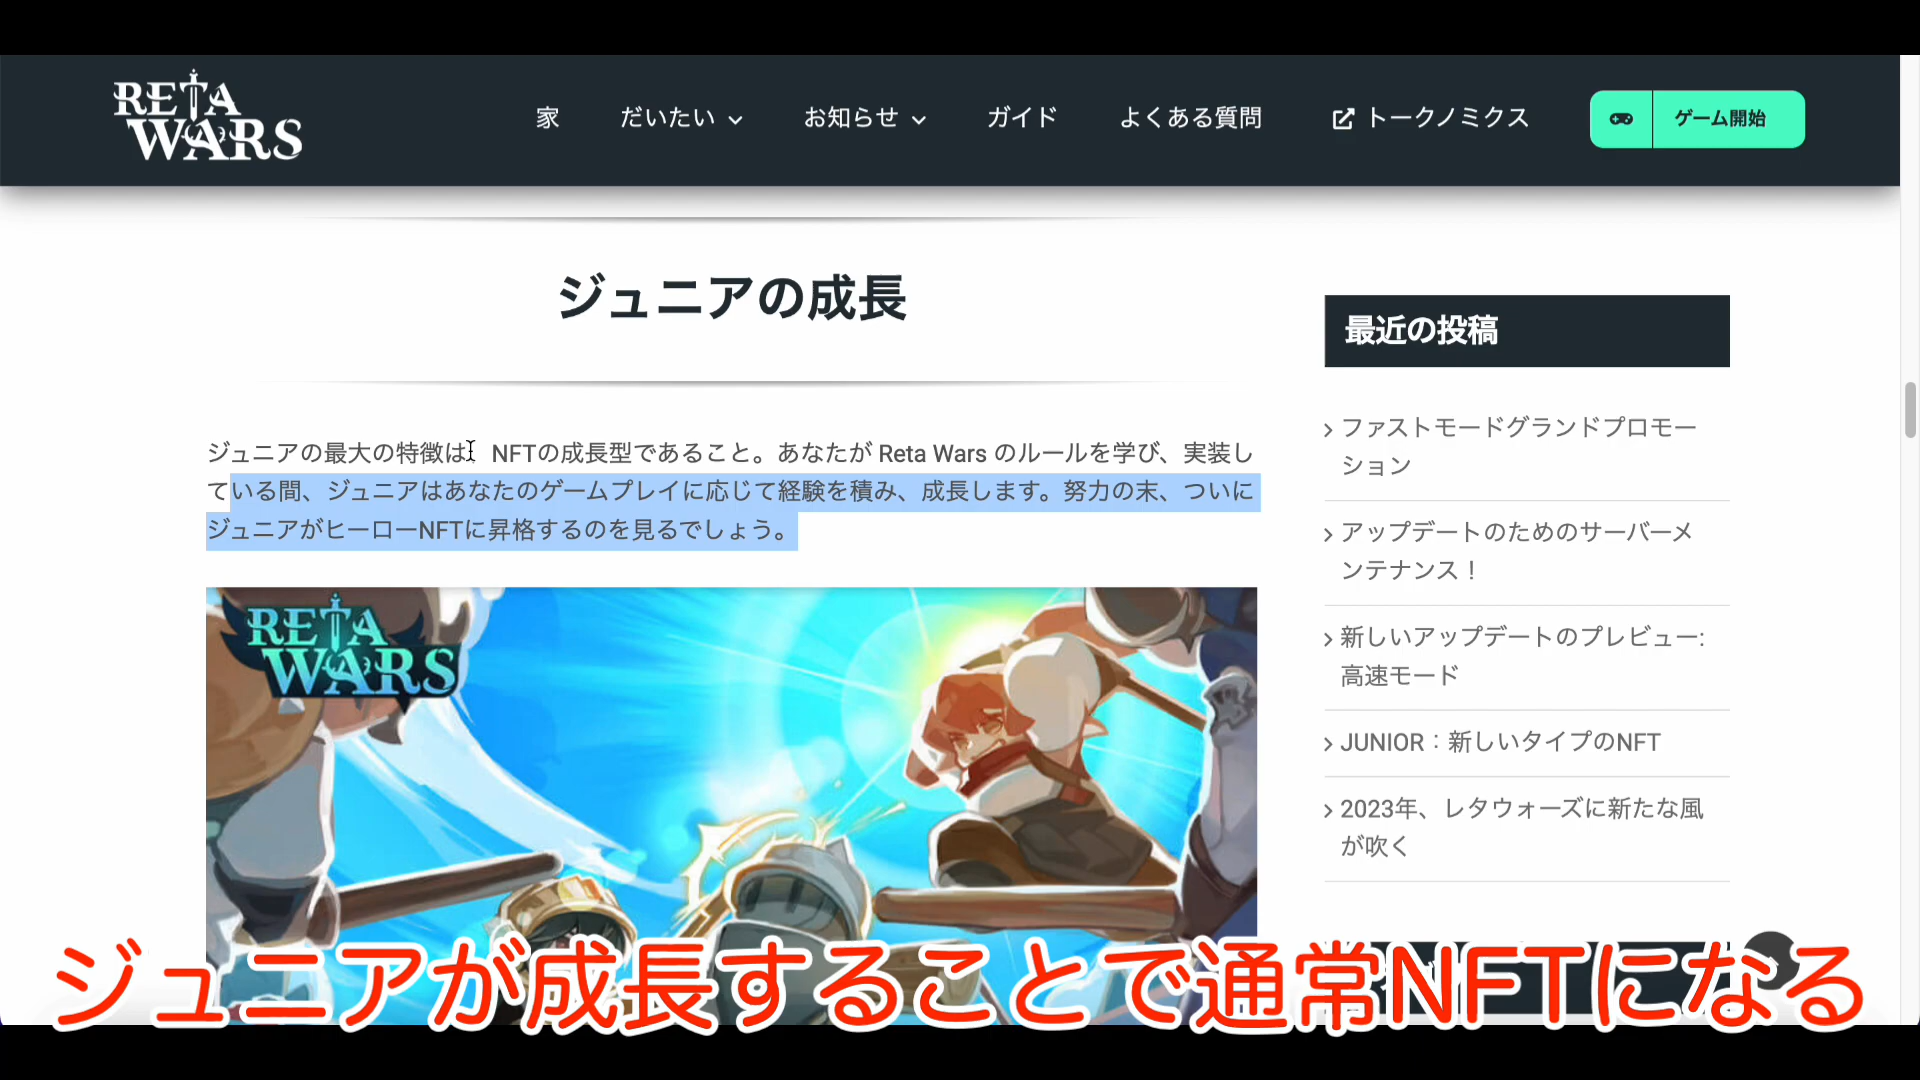 RETA
WARS
家
だいたい
お知らせ
ガイド
よくある質問
トークノミクス
ゲーム開始
ジュニアの成長
ジュニアの最大の特徴は、NFTの成長型であること。あなたが Reta Wars のルールを学び、実装し
ている間、ジュニアはあなたのゲームプレイに応じて経験を積み、成長します。努力の末、ついに
ジュニアがヒーローNFTに昇格するのを見るでしょう。
RETA
WARS
最近の投稿
ファストモードグランドプロモー
ション
アップデートのためのサーバーメ
ンテナンス！
新しいアップデートのプレビュー:
高速モード
JUNIOR：新しいタイプのNFT
2023年、レタウォーズに新たな風
が吹く
ジュニアが成長することで通常NFTになる